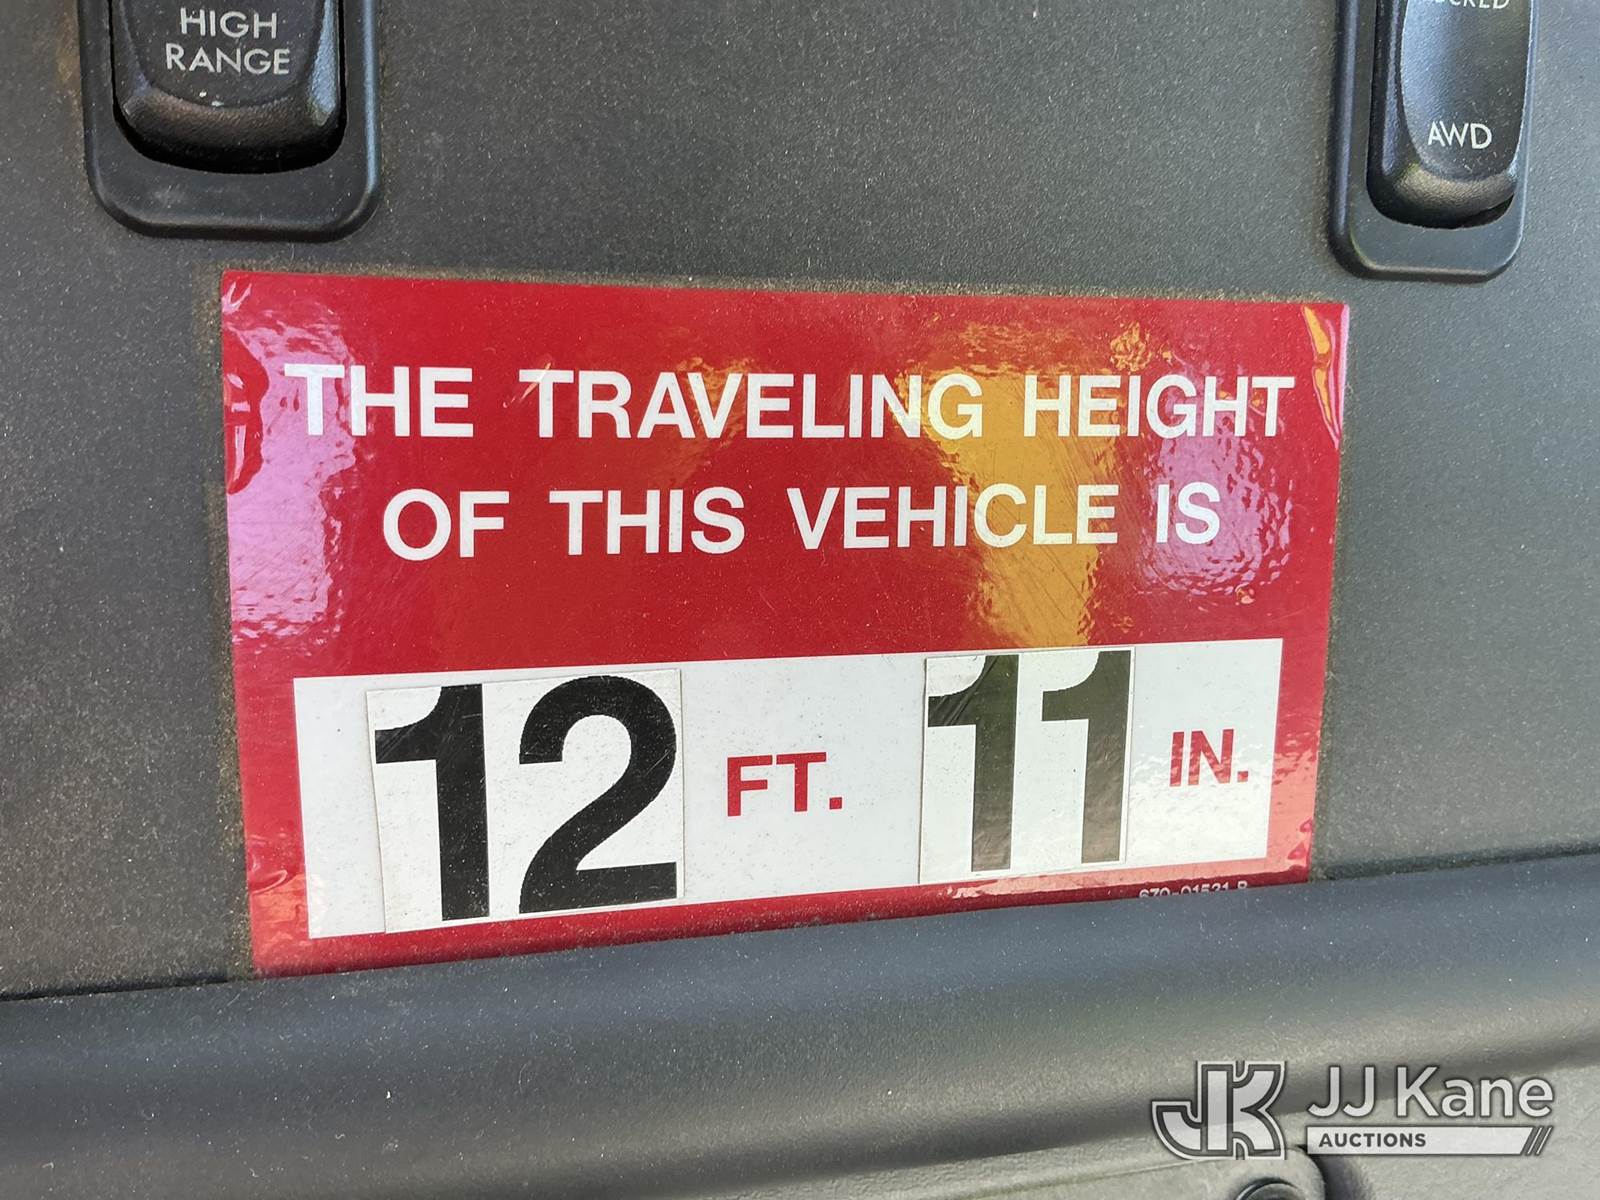 HIGH
RANGE
AWD
THE TRAVELING HEIGHT
OF THIS VEHICLE IS
12 FT. 11 IN.
JJ Kane
AUCTIONS